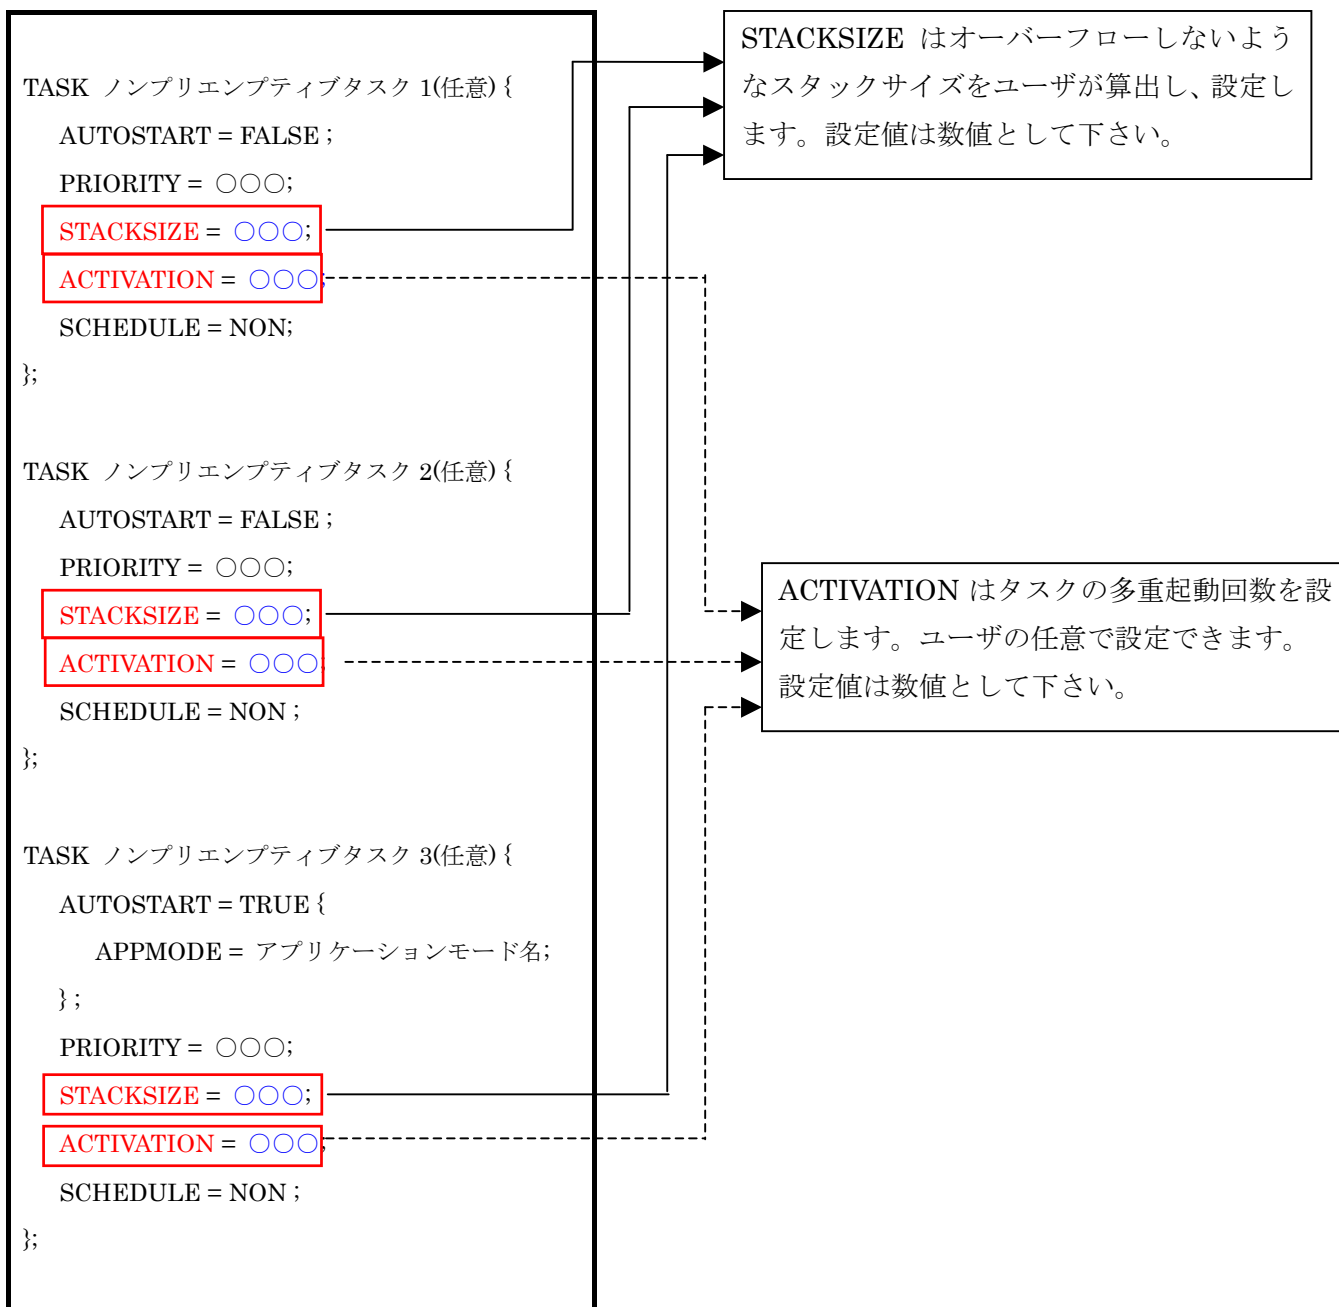 TASK ノンプリエンプティブタスク 1(任意) {
AUTOSTART = FALSE ;
PRIORITY = ○○○;
STACKSIZE = ○○○;
ACTIVATION = ○○○;
SCHEDULE = NON;
};
TASK ノンプリエンプティブタスク 2(任意) {
AUTOSTART = FALSE ;
PRIORITY = ○○○;
STACKSIZE = ○○○;
ACTIVATION = ○○○;
SCHEDULE = NON ;
};
TASK ノンプリエンプティブタスク 3(任意) {
AUTOSTART = TRUE {
APPMODE = アプリケーションモード名;
} ;
PRIORITY = ○○○;
STACKSIZE = ○○○;
ACTIVATION = ○○○;
SCHEDULE = NON ;
};
STACKSIZE はオーバーフローしないよう
なスタックサイズをユーザが算出し、設定し
ます。設定値は数値として下さい。
ACTIVATION はタスクの多重起動回数を設
定します。ユーザの任意で設定できます。
設定値は数値として下さい。